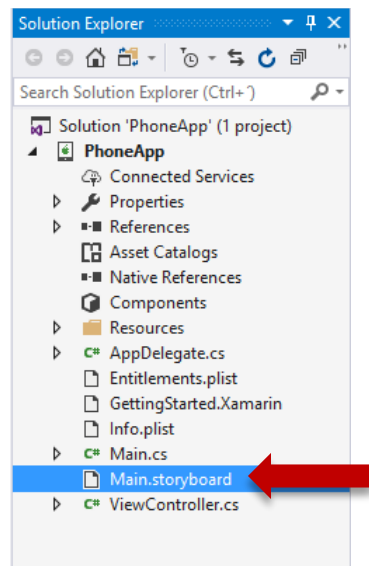 Solution Explorer
Search Solution Explorer (Ctrl+´)
Solution 'PhoneApp' (1 project)
PhoneApp
Connected Services
Properties
References
Asset Catalogs
Native References
Components
Resources
C# AppDelegate.cs
Entitlements.plist
GettingStarted.Xamarin
Info.plist
C# Main.cs
Main.storyboard
C# ViewController.cs